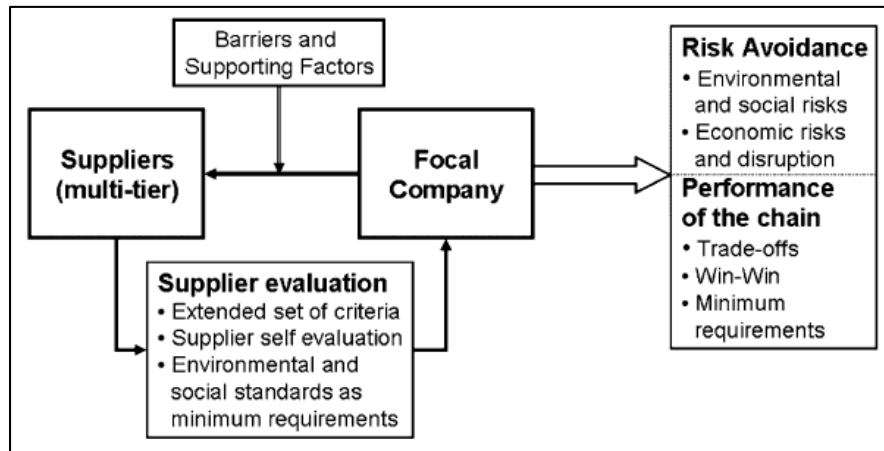 Barriers and
Supporting Factors
Suppliers
(multi-tier)
Focal
Company
Risk Avoidance
• Environmental
and social risks
• Economic risks
and disruption
Performance
of the chain
• Trade-offs
• Win-Win
• Minimum
requirements
Supplier evaluation
• Extended set of criteria
• Supplier self evaluation
• Environmental and
social standards as
minimum requirements